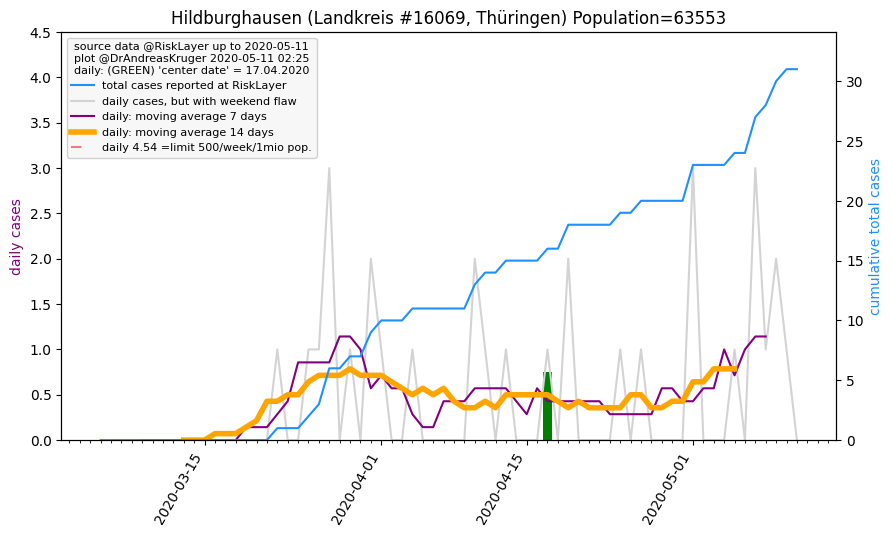 Hildburghausen (Landkreis #16069, Thüringen) Population=63553
source data @RiskLayer up to 2020-05-11
plot @DrAndreasKruger 2020-05-11 02:25
daily: (GREEN) 'center date' = 17.04.2020
total cases reported at RiskLayer
daily cases, but with weekend flaw
daily: moving average 7 days
daily: moving average 14 days
daily 4.54 =limit 500/week/1mio pop.
4.5
4.0
3.5
3.0
2.5
2.0
1.5
1.0
0.5
0.0
daily cases
30
25
20
15
10
5
0
cumulative total cases
2020-03-15
2020-04-01
2020-04-15
2020-05-01